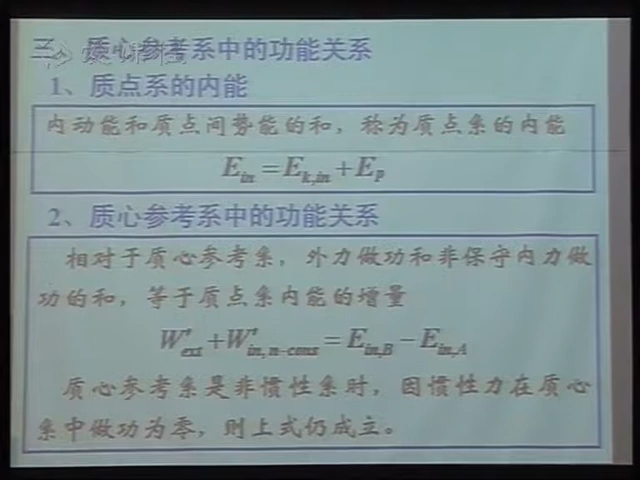 三、质心参考系中的功能关系
1、质点系的内能
内动能和质点间势能的和，称为质点系的内能
E_in = E_k,in + E_p
2、质心参考系中的功能关系
相对于质心参考系，外力做功和非保守内力做
功的和，等于质点系内能的增量
W'_ext + W'_in,n-cons = E_in,B − E_in,A
质心参考系是非惯性系时，因惯性力在质心
系中做功为零，则上式仍成立。